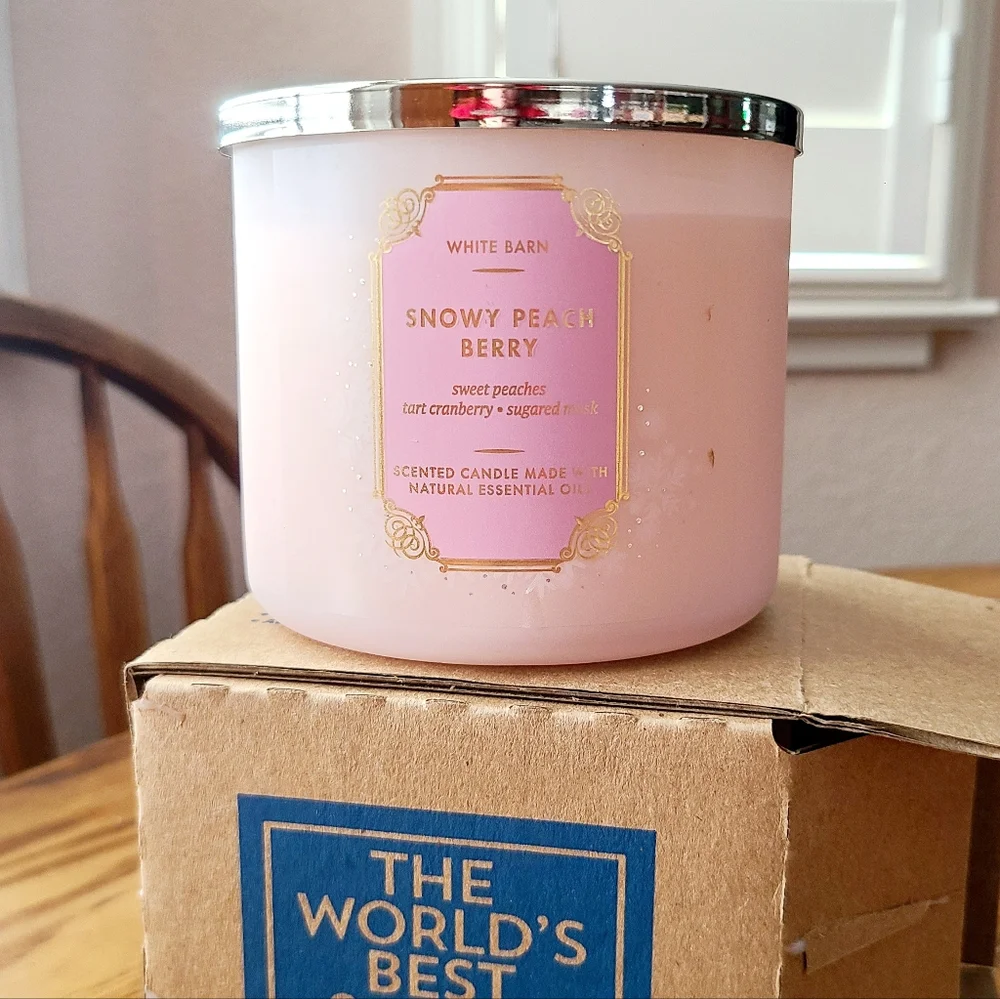 WHITE BARN
SNOWY PEACH
BERRY
sweet peaches
tart cranberry • sugared musk
SCENTED CANDLE MADE WITH
NATURAL ESSENTIAL OILS
THE
WORLD'S
BEST